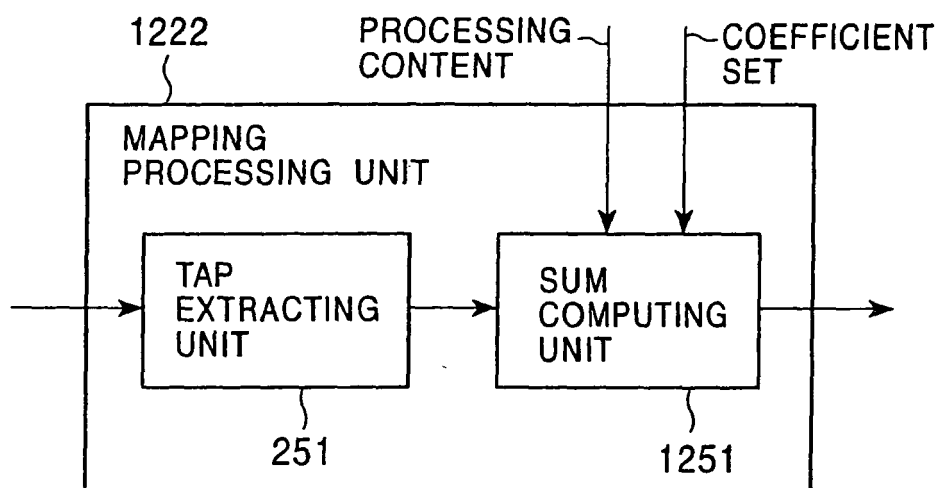 1222
PROCESSING
CONTENT
COEFFICIENT
SET
MAPPING
PROCESSING UNIT
TAP
EXTRACTING
UNIT
SUM
COMPUTING
UNIT
251
1251